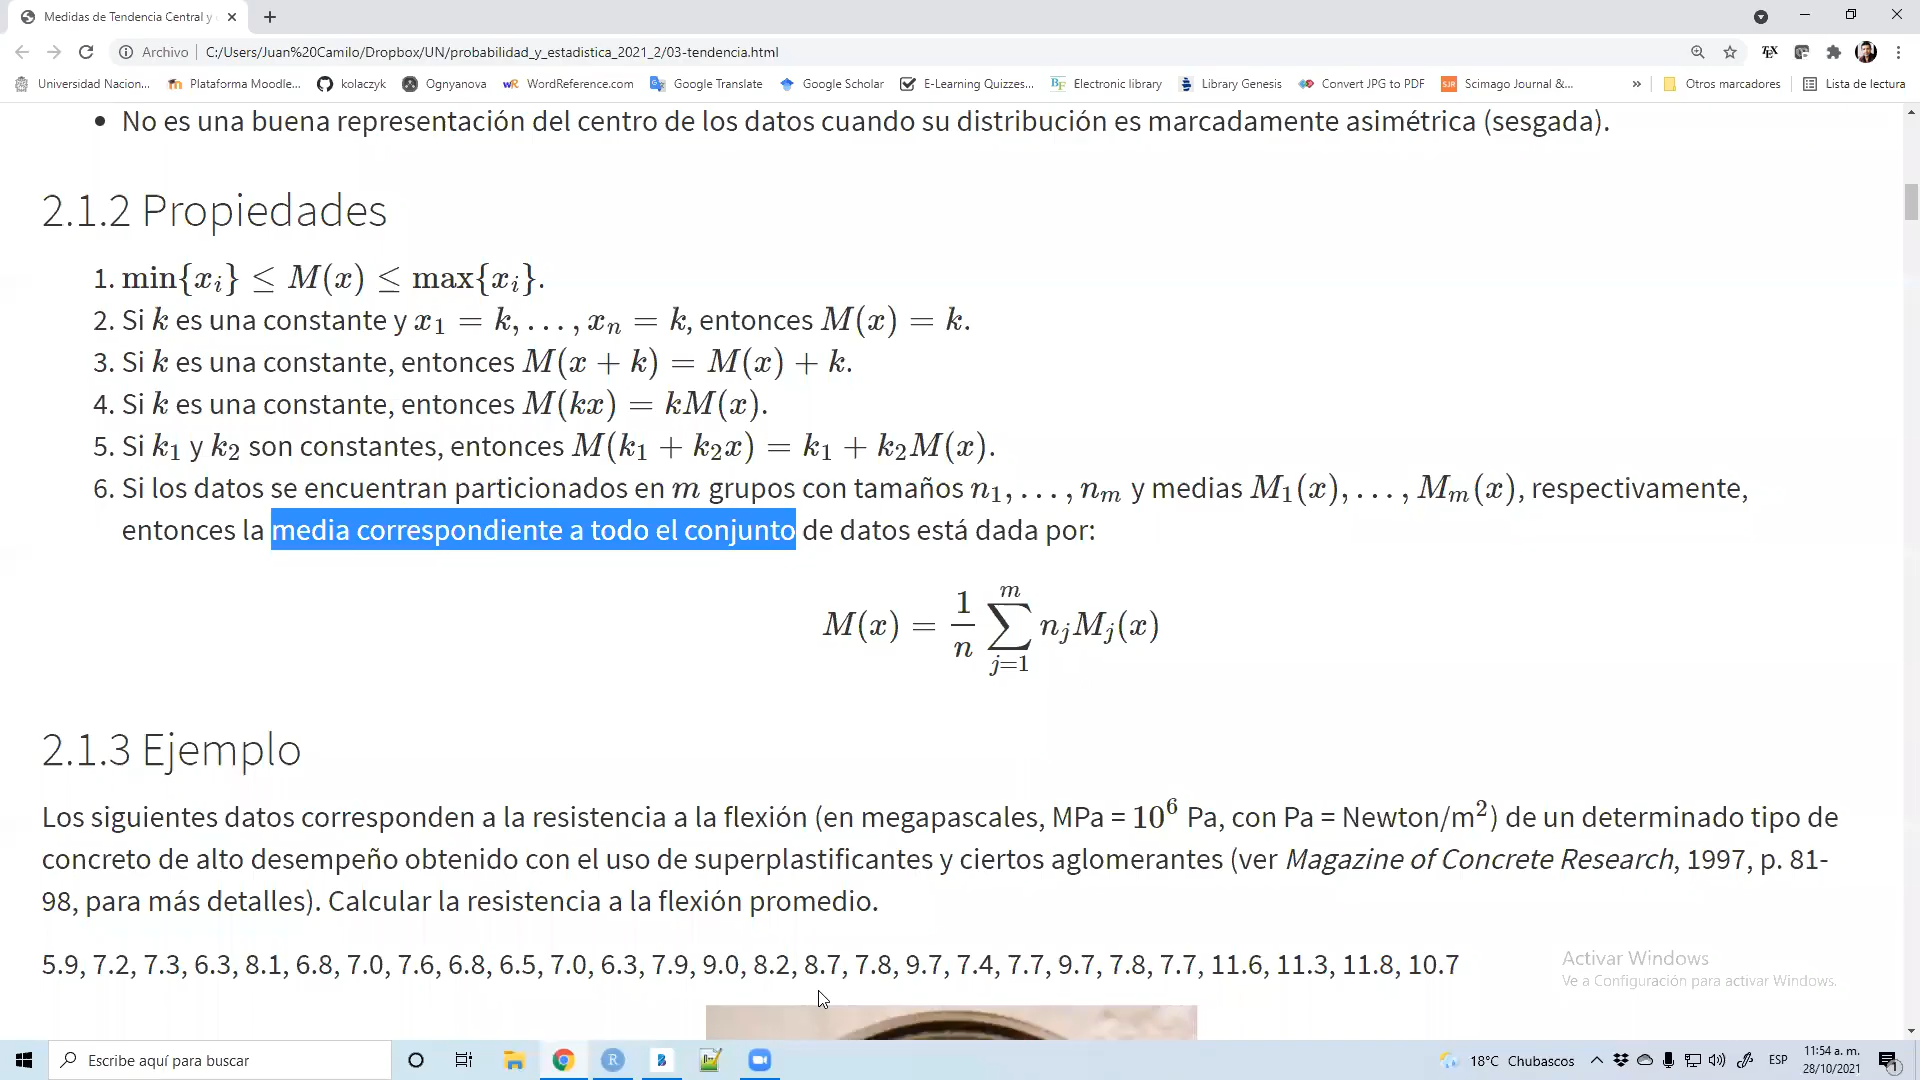 Medidas de Tendencia Central y
Archivo C:/Users/Juan%20Camilo/Dropbox/UN/probabilidad_y_estadistica_2021_2/03-tendencia.html
Universidad Nacion... Plataforma Moodle... kolaczyk Ognyanova WordReference.com Google Translate Google Scholar E-Learning Quizzes... Electronic library Library Genesis Convert JPG to PDF Scimago Journal &... » Otros marcadores Lista de lectura
• No es una buena representación del centro de los datos cuando su distribución es marcadamente asimétrica (sesgada).
2.1.2 Propiedades
1. min{xᵢ} ≤ M(x) ≤ max{xᵢ}.
2. Si k es una constante y x₁ = k, . . . , xₙ = k, entonces M(x) = k.
3. Si k es una constante, entonces M(x + k) = M(x) + k.
4. Si k es una constante, entonces M(kx) = kM(x).
5. Si k₁ y k₂ son constantes, entonces M(k₁ + k₂x) = k₁ + k₂M(x).
6. Si los datos se encuentran particionados en m grupos con tamaños n₁, . . . , nₘ y medias M₁(x), . . . , Mₘ(x), respectivamente,
entonces la media correspondiente a todo el conjunto de datos está dada por:
M(x) = 1/n ∑_{j=1}^{m} nⱼMⱼ(x)
2.1.3 Ejemplo
Los siguientes datos corresponden a la resistencia a la flexión (en megapascales, MPa = 10⁶ Pa, con Pa = Newton/m²) de un determinado tipo de
concreto de alto desempeño obtenido con el uso de superplastificantes y ciertos aglomerantes (ver Magazine of Concrete Research, 1997, p. 81-
98, para más detalles). Calcular la resistencia a la flexión promedio.
5.9, 7.2, 7.3, 6.3, 8.1, 6.8, 7.0, 7.6, 6.8, 6.5, 7.0, 6.3, 7.9, 9.0, 8.2, 8.7, 7.8, 9.7, 7.4, 7.7, 9.7, 7.8, 7.7, 11.6, 11.3, 11.8, 10.7
Activar Windows
Ve a Configuración para activar Windows.
Escribe aquí para buscar
18°C Chubascos
ESP
11:54 a. m.
28/10/2021